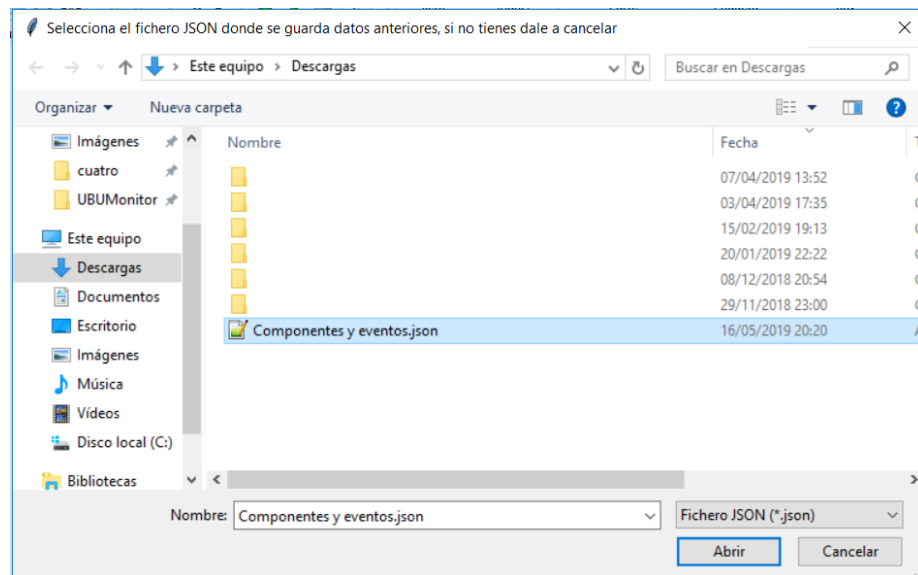 Selecciona el fichero JSON donde se guarda datos anteriores, si no tienes dale a cancelar
Este equipo > Descargas
Buscar en Descargas
Organizar
Nueva carpeta
Imágenes
cuatro
UBUMonitor
Este equipo
Descargas
Documentos
Escritorio
Imágenes
Música
Vídeos
Disco local (C:)
Bibliotecas
Nombre
Fecha
07/04/2019 13:52
03/04/2019 17:35
15/02/2019 19:13
20/01/2019 22:22
08/12/2018 20:54
29/11/2018 23:00
Componentes y eventos.json
16/05/2019 20:20
Nombre:
Componentes y eventos.json
Fichero JSON (*.json)
Abrir
Cancelar